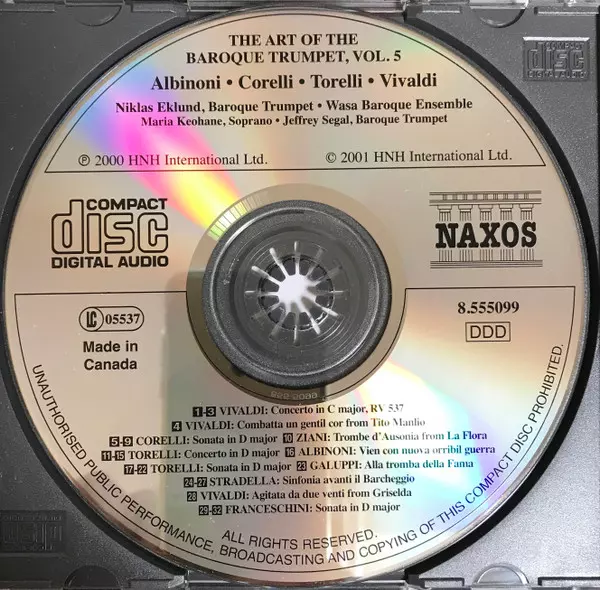 THE ART OF THE
BAROQUE TRUMPET, VOL. 5
Albinoni • Corelli • Torelli • Vivaldi
Niklas Eklund, Baroque Trumpet • Wasa Baroque Ensemble
Maria Keohane, Soprano • Jeffrey Segal, Baroque Trumpet
℗ 2000 HNH International Ltd.
© 2001 HNH International Ltd.
COMPACT
disc
DIGITAL AUDIO
NAXOS
LC 05537
8.555099
DDD
Made in
Canada
1-3 VIVALDI: Concerto in C major, RV 537
4 VIVALDI: Combatta un gentil cor from Tito Manlio
5-9 CORELLI: Sonata in D major 10 ZIANI: Trombe d'Ausonia from La Flora
11-15 TORELLI: Concerto in D major 16 ALBINONI: Vien con nuova orribil guerra
17-22 TORELLI: Sonata in D major 23 GALUPPI: Alla tromba della Fama
24-27 STRADELLA: Sinfonia avanti il Barcheggio
28 VIVALDI: Agitata da due venti from Griselda
29-32 FRANCESCHINI: Sonata in D major
ALL RIGHTS RESERVED.
UNAUTHORISED PUBLIC PERFORMANCE, BROADCASTING AND COPYING OF THIS COMPACT DISC PROHIBITED.
COMPACT
disc
DIGITAL AUDIO